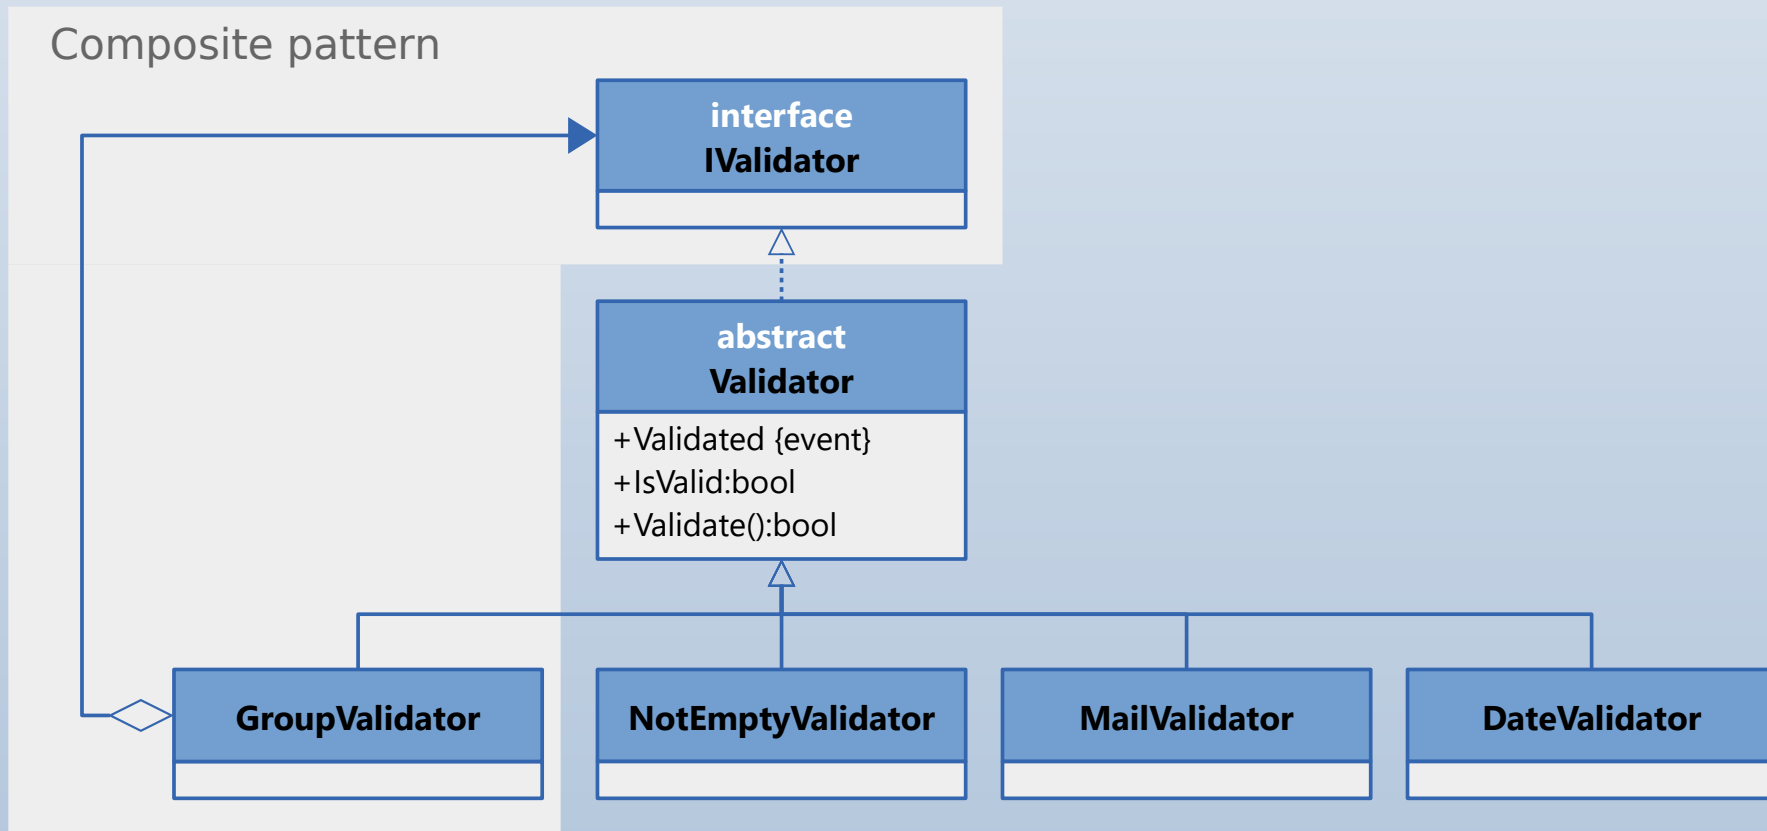 Composite pattern
interface
IValidator
abstract
Validator
+Validated {event}
+IsValid:bool
+Validate():bool
GroupValidator
NotEmptyValidator
MailValidator
DateValidator